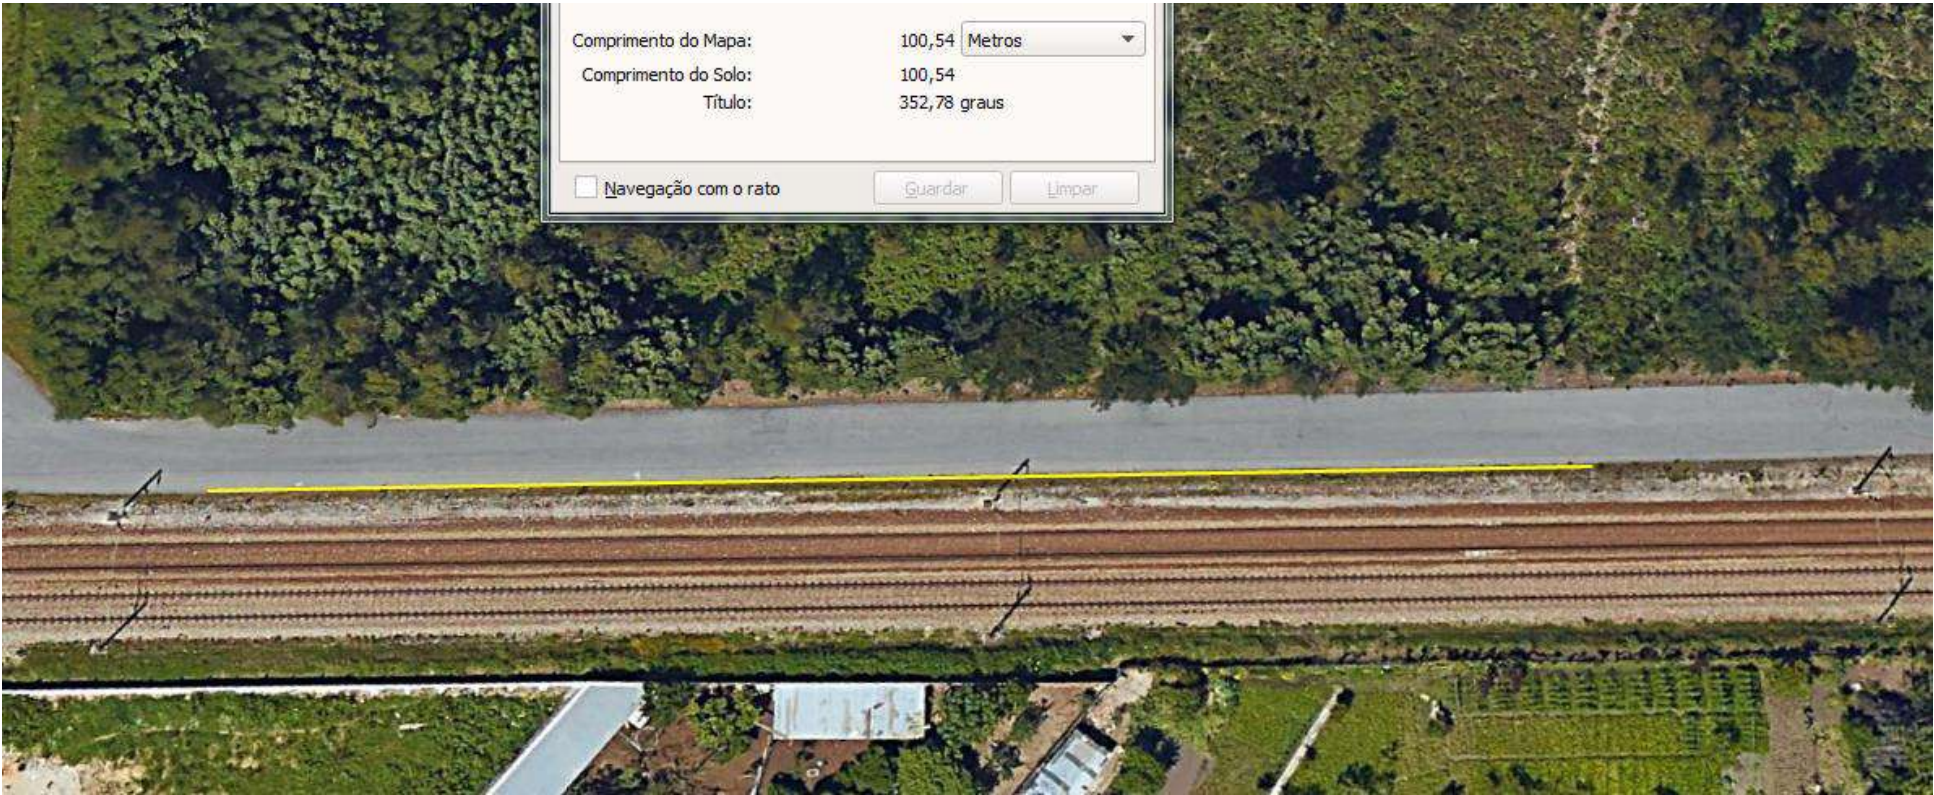 Comprimento do Mapa: 100,54 Metros
Comprimento do Solo: 100,54
Título: 352,78 graus
Navegação com o rato Guardar Limpar